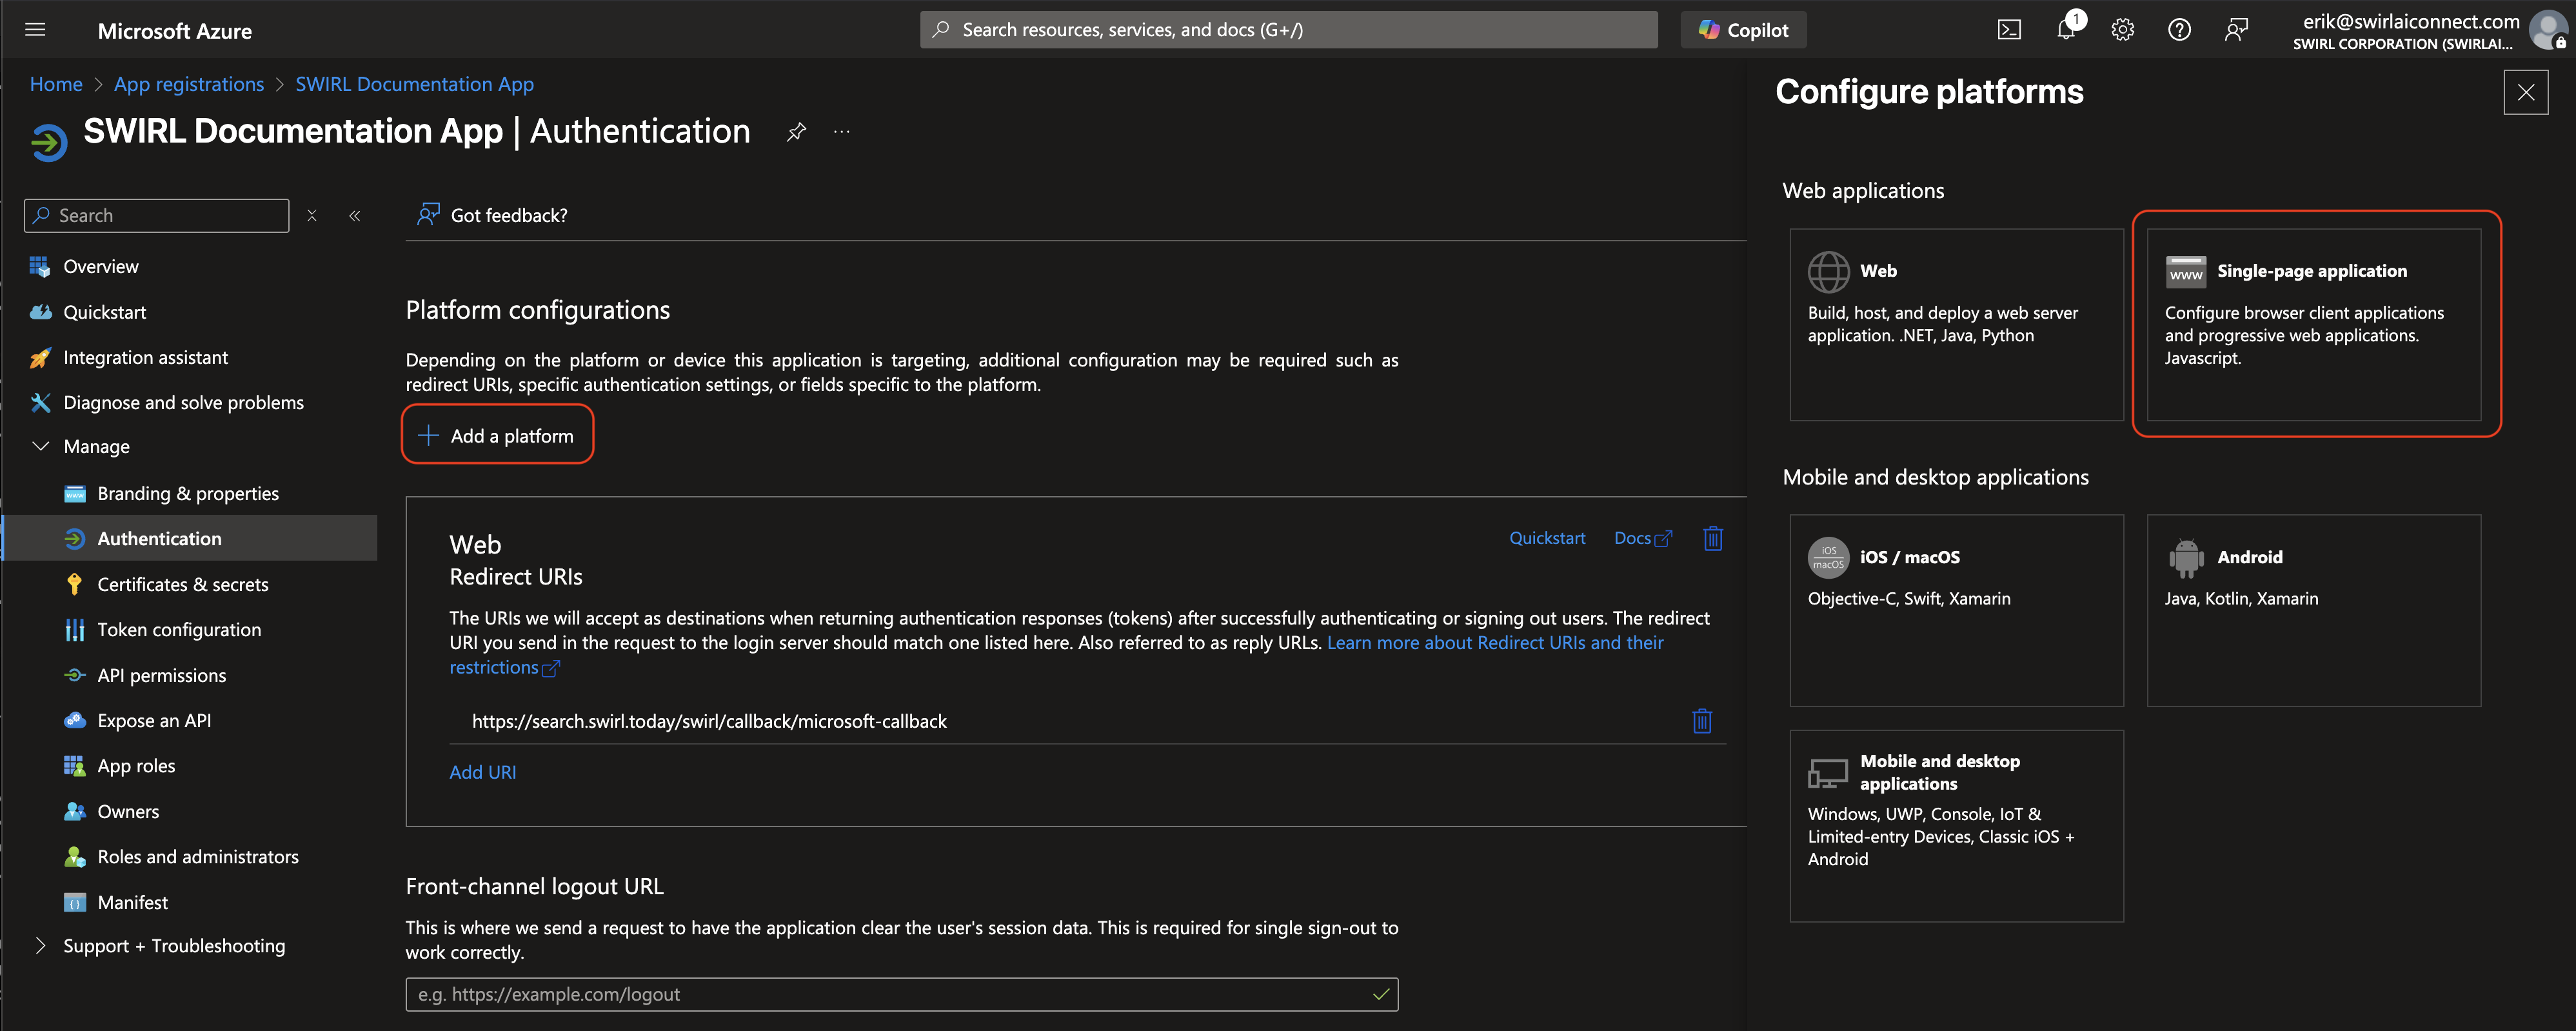 Microsoft Azure
Search resources, services, and docs (G+/)
Copilot
1
erik@swirlaiconnect.com
SWIRL CORPORATION (SWIRLAI...
Home > App registrations > SWIRL Documentation App
SWIRL Documentation App | Authentication
...
Search
Overview
Quickstart
Integration assistant
Diagnose and solve problems
Manage
Branding & properties
Authentication
Certificates & secrets
Token configuration
API permissions
Expose an API
App roles
Owners
Roles and administrators
Manifest
Support + Troubleshooting
Got feedback?
Platform configurations
Depending on the platform or device this application is targeting, additional configuration may be required such as
redirect URIs, specific authentication settings, or fields specific to the platform.
Add a platform
Web
Quickstart
Docs
Redirect URIs
The URIs we will accept as destinations when returning authentication responses (tokens) after successfully authenticating or signing out users. The redirect
URI you send in the request to the login server should match one listed here. Also referred to as reply URLs. Learn more about Redirect URIs and their
restrictions
https://search.swirl.today/swirl/callback/microsoft-callback
Add URI
Front-channel logout URL
This is where we send a request to have the application clear the user's session data. This is required for single sign-out to
work correctly.
e.g. https://example.com/logout
Configure platforms
Web applications
Web
Build, host, and deploy a web server
application. .NET, Java, Python
www
Single-page application
Configure browser client applications
and progressive web applications.
Javascript.
Mobile and desktop applications
iOS
macOS
iOS / macOS
Objective-C, Swift, Xamarin
Android
Java, Kotlin, Xamarin
Mobile and desktop
applications
Windows, UWP, Console, IoT &
Limited-entry Devices, Classic iOS +
Android